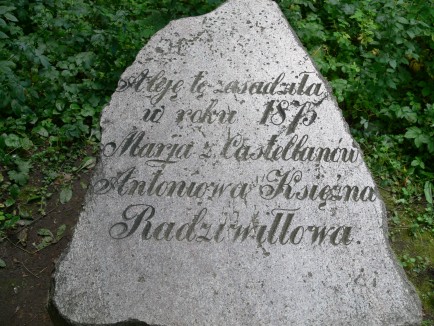 Aleję tę zasadziła
w roku 1875
Marja z Castellanów
Antoniowa Księżna
Radziwiłłowa.